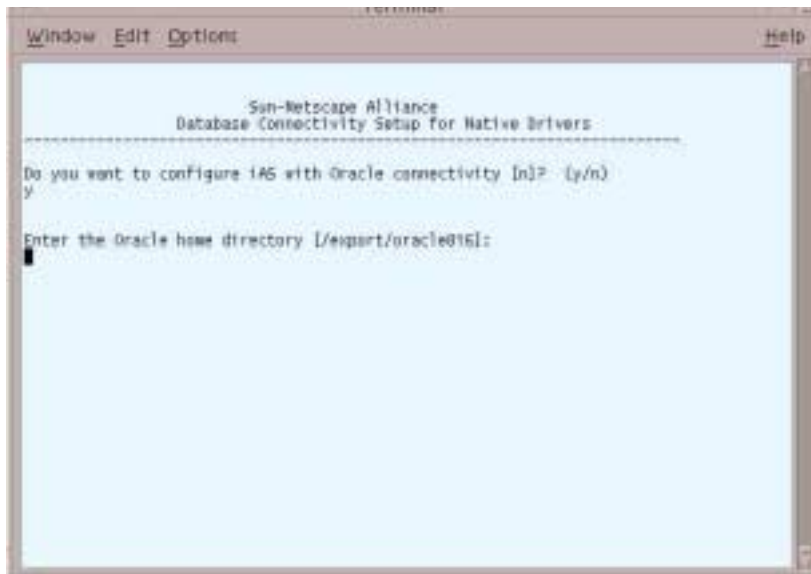 Terminal
Window Edit Options Help
Sun-Netscape Alliance
Database Connectivity Setup for Native Drivers
--------------------------------------------------------------------------
Do you want to configure iAS with Oracle connectivity [n]? (y/n)
y
Enter the Oracle home directory [/export/oracle816]: